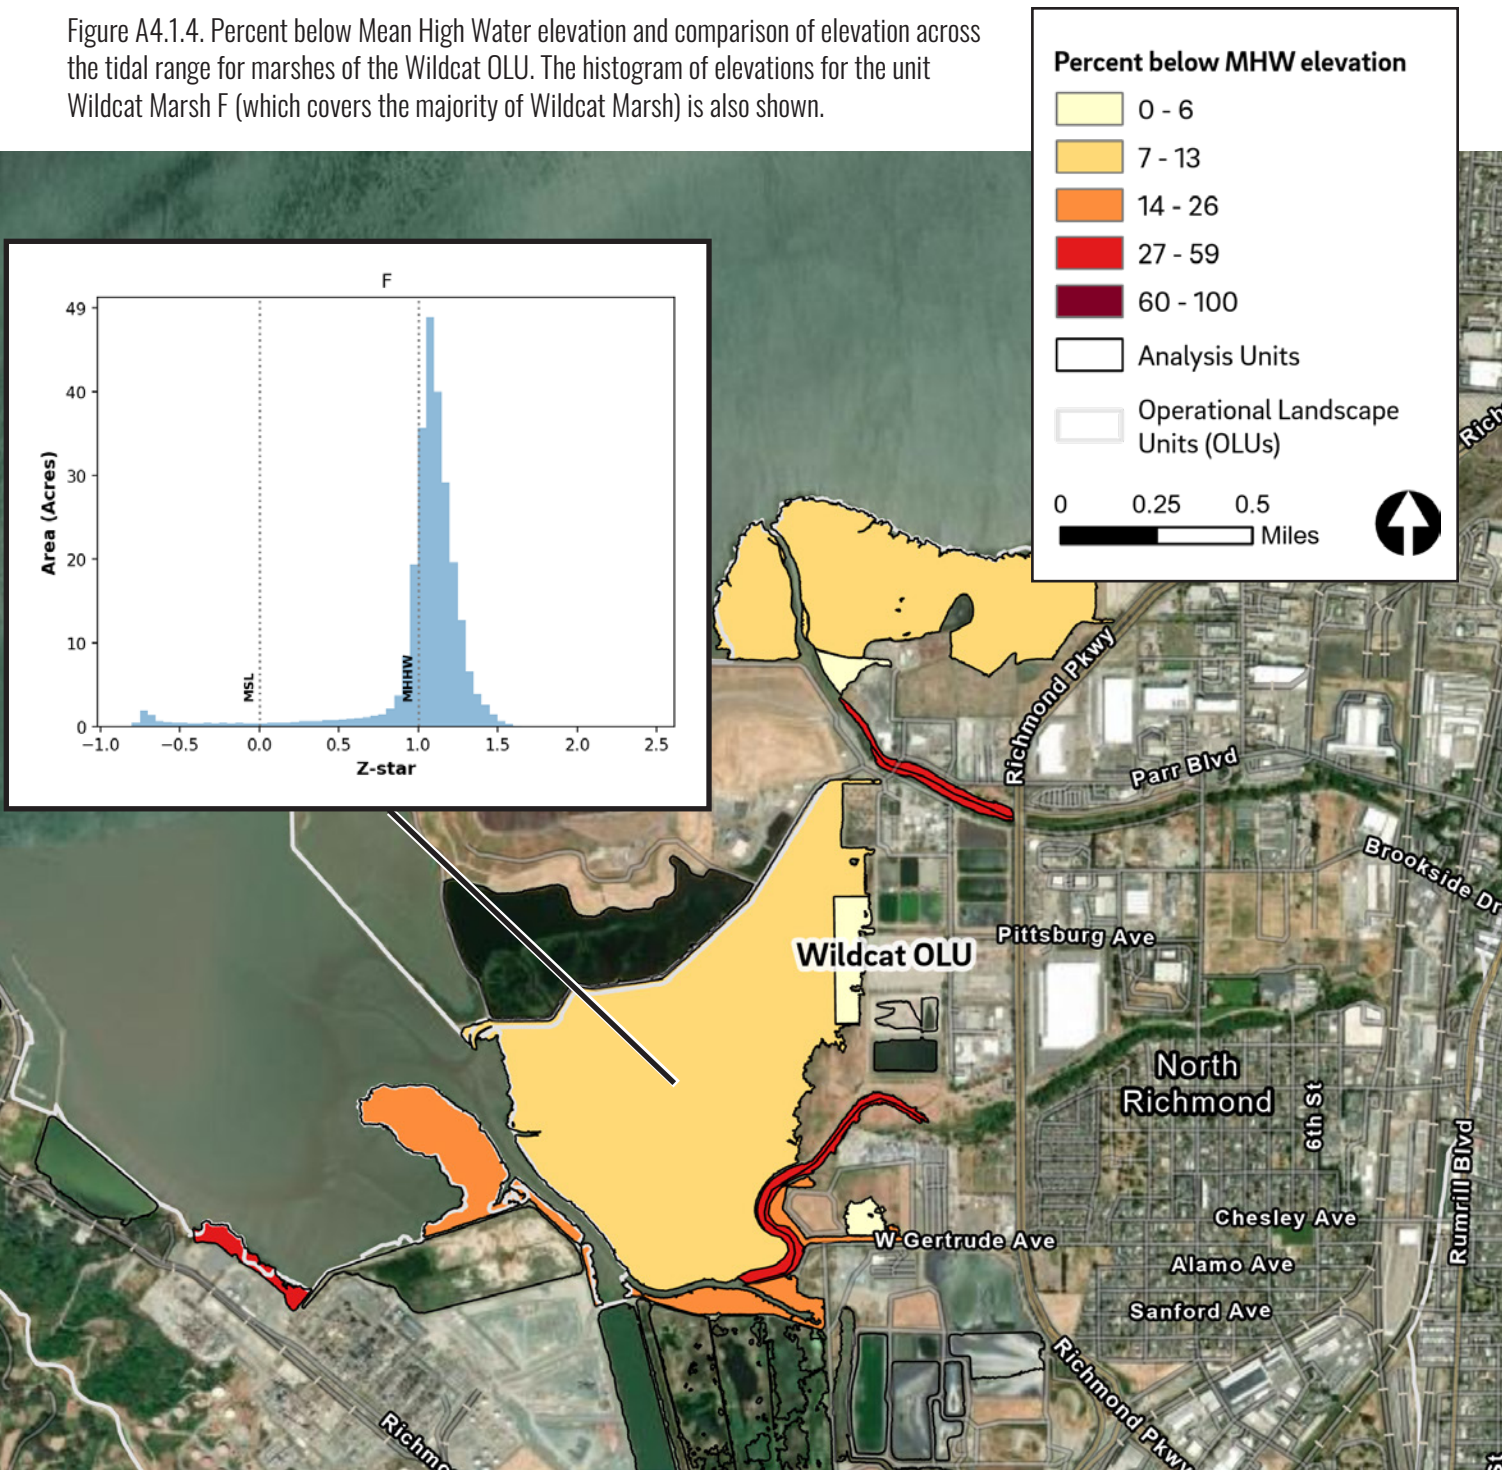 Figure A4.1.4. Percent below Mean High Water elevation and comparison of elevation across
the tidal range for marshes of the Wildcat OLU. The histogram of elevations for the unit
Wildcat Marsh F (which covers the majority of Wildcat Marsh) is also shown.
Percent below MHW elevation
0 - 6
7 - 13
14 - 26
27 - 59
60 - 100
Analysis Units
Operational Landscape
Units (OLUs)
0 0.25 0.5
Miles
F
49
40
30
20
10
0
Area (Acres)
MSL
MHHW
−1.0 −0.5 0.0 0.5 1.0 1.5 2.0 2.5
Z-star
Rich
Richmond Pkwy
Parr Blvd
Brookside Dr
Pittsburg Ave
Wildcat OLU
North
Richmond
6th St
Rumrill Blvd
Chesley Ave
W Gertrude Ave
Alamo Ave
Sanford Ave
Richmond Pkwy
Richmo
st